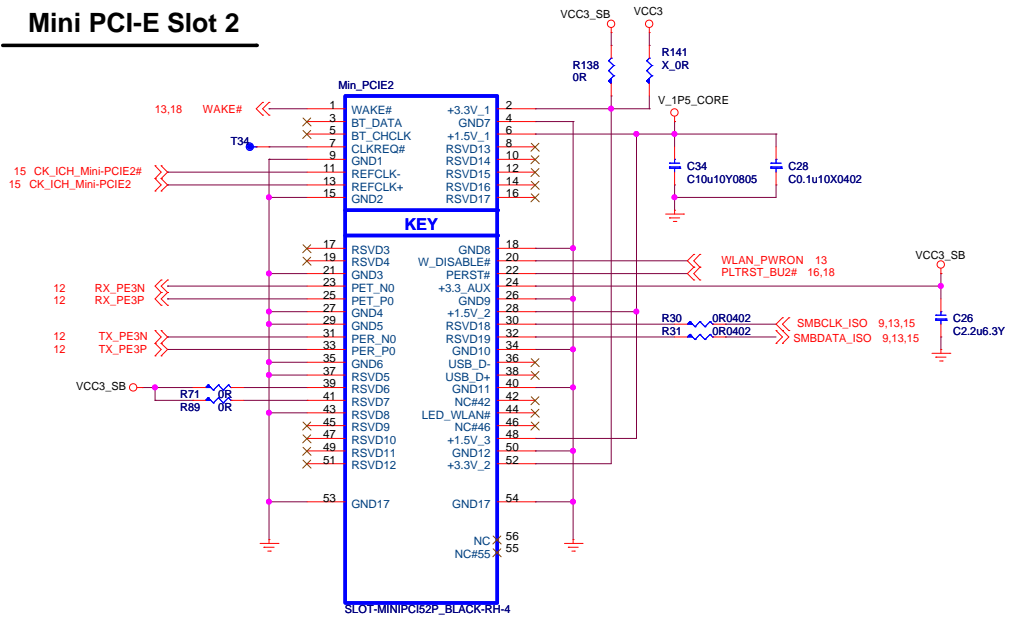 Mini PCI-E Slot 2
VCC3_SB VCC3
R138 0R
R141 X_0R
Min_PCIE2
V_1P5_CORE
13,18 WAKE# 1 WAKE# +3.3V_1 2
3 BT_DATA GND7 4
5 BT_CHCLK +1.5V_1 6
T34 7 CLKREQ# RSVD13 8
9 GND1 RSVD14 10
15 CK_ICH_Mini-PCIE2# 11 REFCLK- RSVD15 12
15 CK_ICH_Mini-PCIE2 13 REFCLK+ RSVD16 14
15 GND2 RSVD17 16
C34 C10u10Y0805
C28 C0.1u10X0402
KEY
17 RSVD3 GND8 18
19 RSVD4 W_DISABLE# 20 WLAN_PWRON 13
21 GND3 PERST# 22 PLTRST_BU2# 16,18
VCC3_SB
12 RX_PE3N 23 PET_N0 +3.3_AUX 24
12 RX_PE3P 25 PET_P0 GND9 26
27 GND4 +1.5V_2 28
29 GND5 RSVD18 30 R30 0R0402 SMBCLK_ISO 9,13,15
12 TX_PE3N 31 PER_N0 RSVD19 32 R31 0R0402 SMBDATA_ISO 9,13,15
C26 C2.2u6.3Y
12 TX_PE3P 33 PER_P0 GND10 34
35 GND6 USB_D- 36
37 RSVD5 USB_D+ 38
VCC3_SB 39 RSVD6 GND11 40
R71 0R
41 RSVD7 NC#42 42
R89 0R
43 RSVD8 LED_WLAN# 44
45 RSVD9 NC#46 46
47 RSVD10 +1.5V_3 48
49 RSVD11 GND12 50
51 RSVD12 +3.3V_2 52
53 GND17 GND17 54
NC 56
NC#55 55
SLOT-MINIPCI52P_BLACK-RH-4